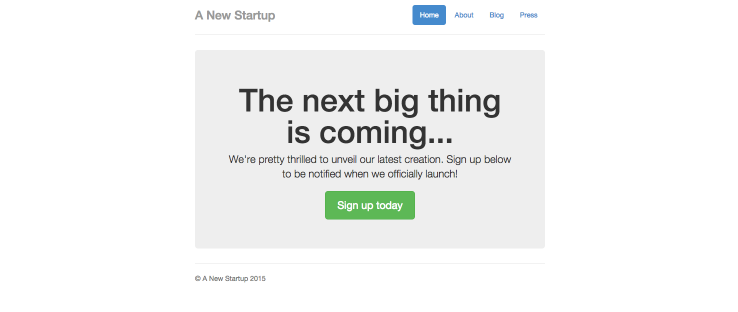 A New Startup
Home About Blog Press
The next big thing
is coming...
We're pretty thrilled to unveil our latest creation. Sign up below
to be notified when we officially launch!
Sign up today
© A New Startup 2015